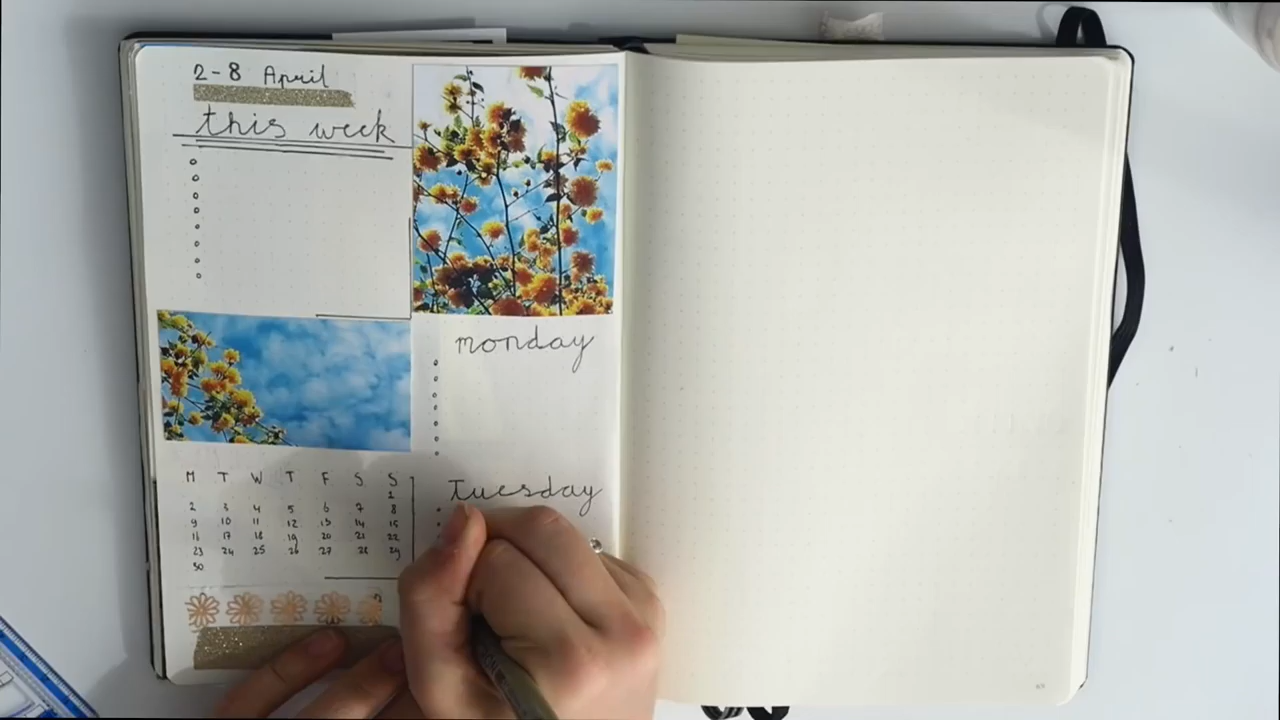 2-8 April
this week
monday
Tuesday
M T W T F S S
1
2 3 4 5 6 7 8
9 10 11 12 13 14 15
16 17 18 19 20 21 22
23 24 25 26 27 28 29
30